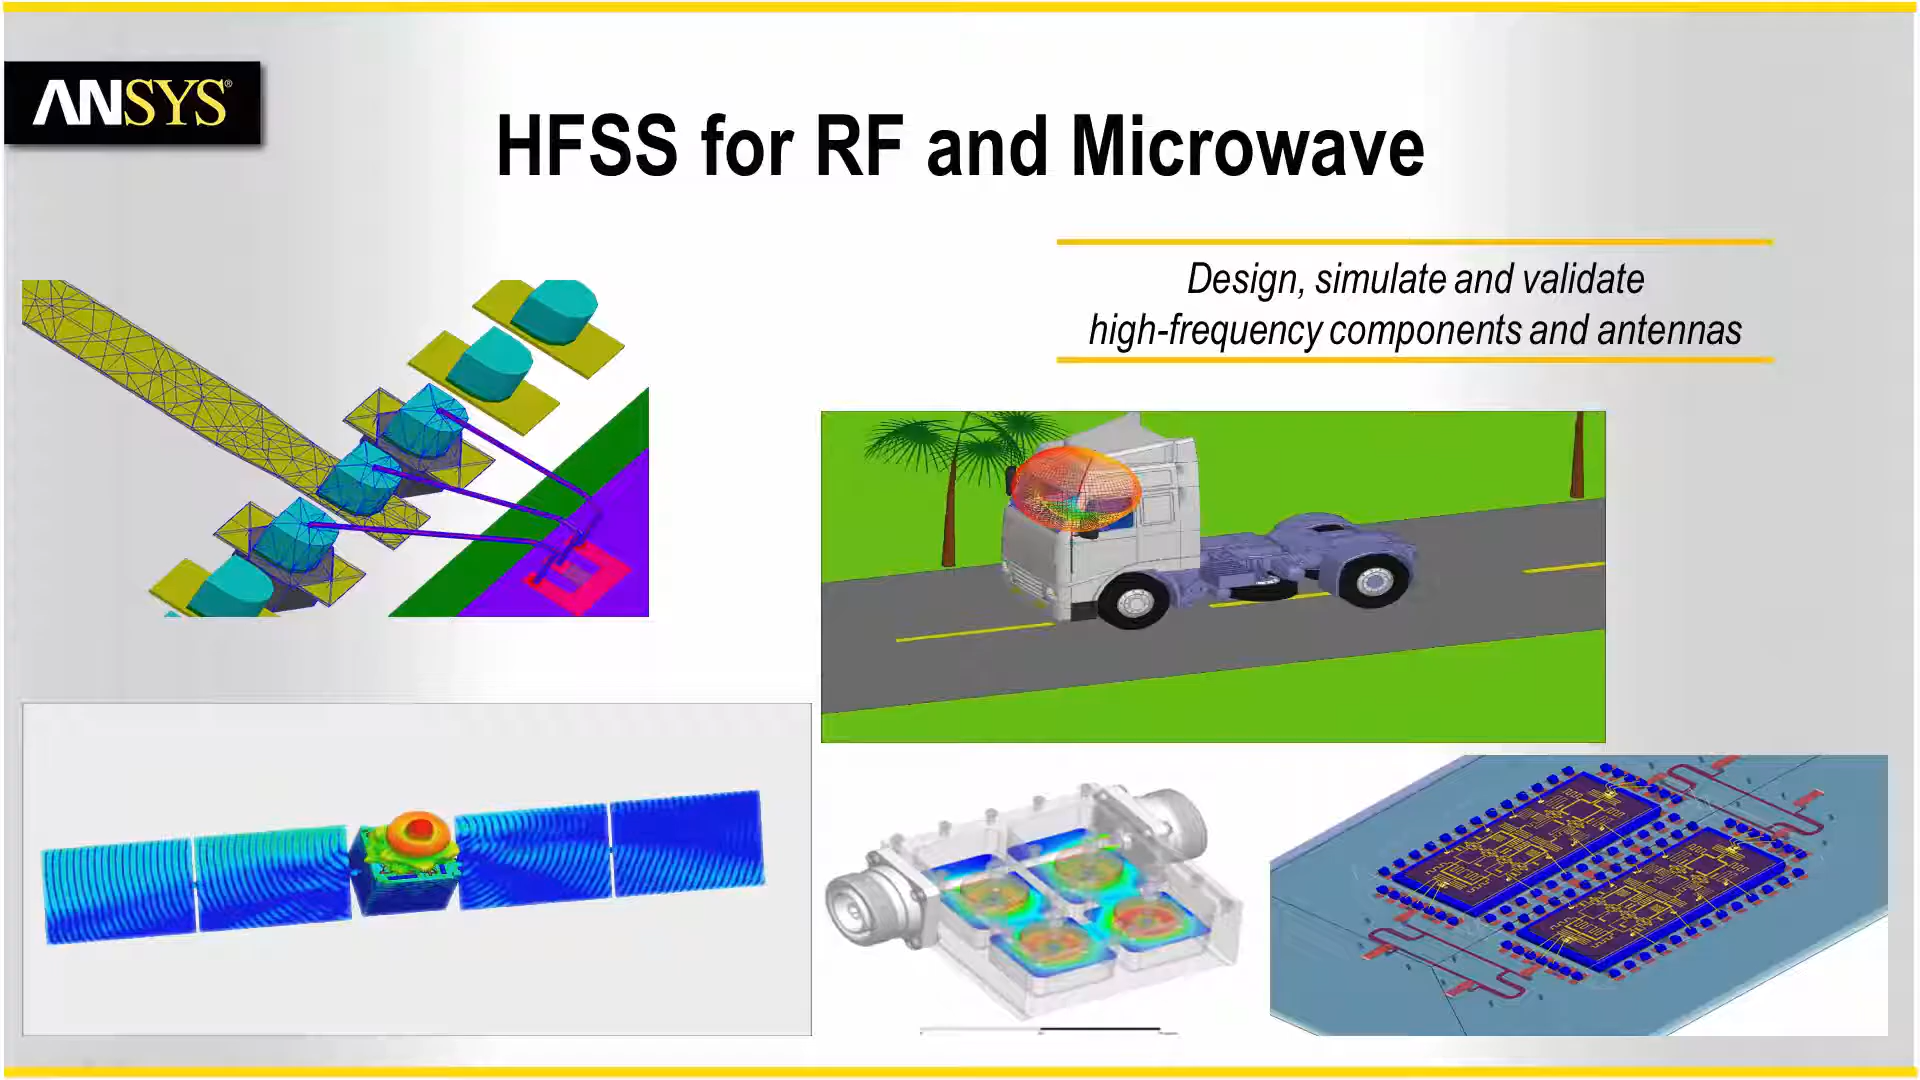 ANSYS®
HFSS for RF and Microwave
Design, simulate and validate
high-frequency components and antennas